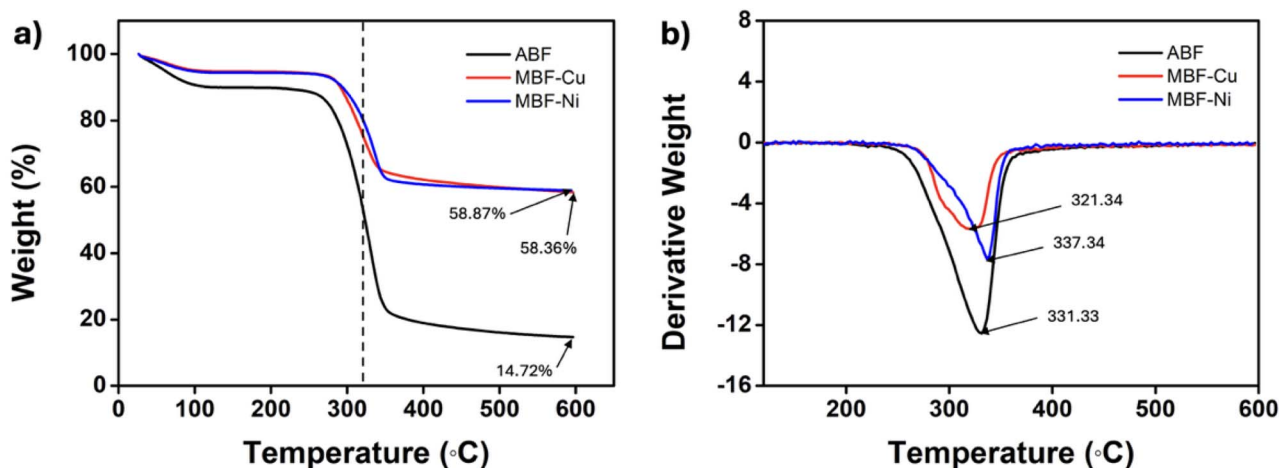 a)
100
80
60
40
20
0
Weight (%)
ABF
MBF-Cu
MBF-Ni
58.87%
58.36%
14.72%
0 100 200 300 400 500 600
Temperature (◦C)
b)
8
4
0
-4
-8
-12
-16
Derivative Weight
ABF
MBF-Cu
MBF-Ni
321.34
337.34
331.33
200 300 400 500 600
Temperature (◦C)